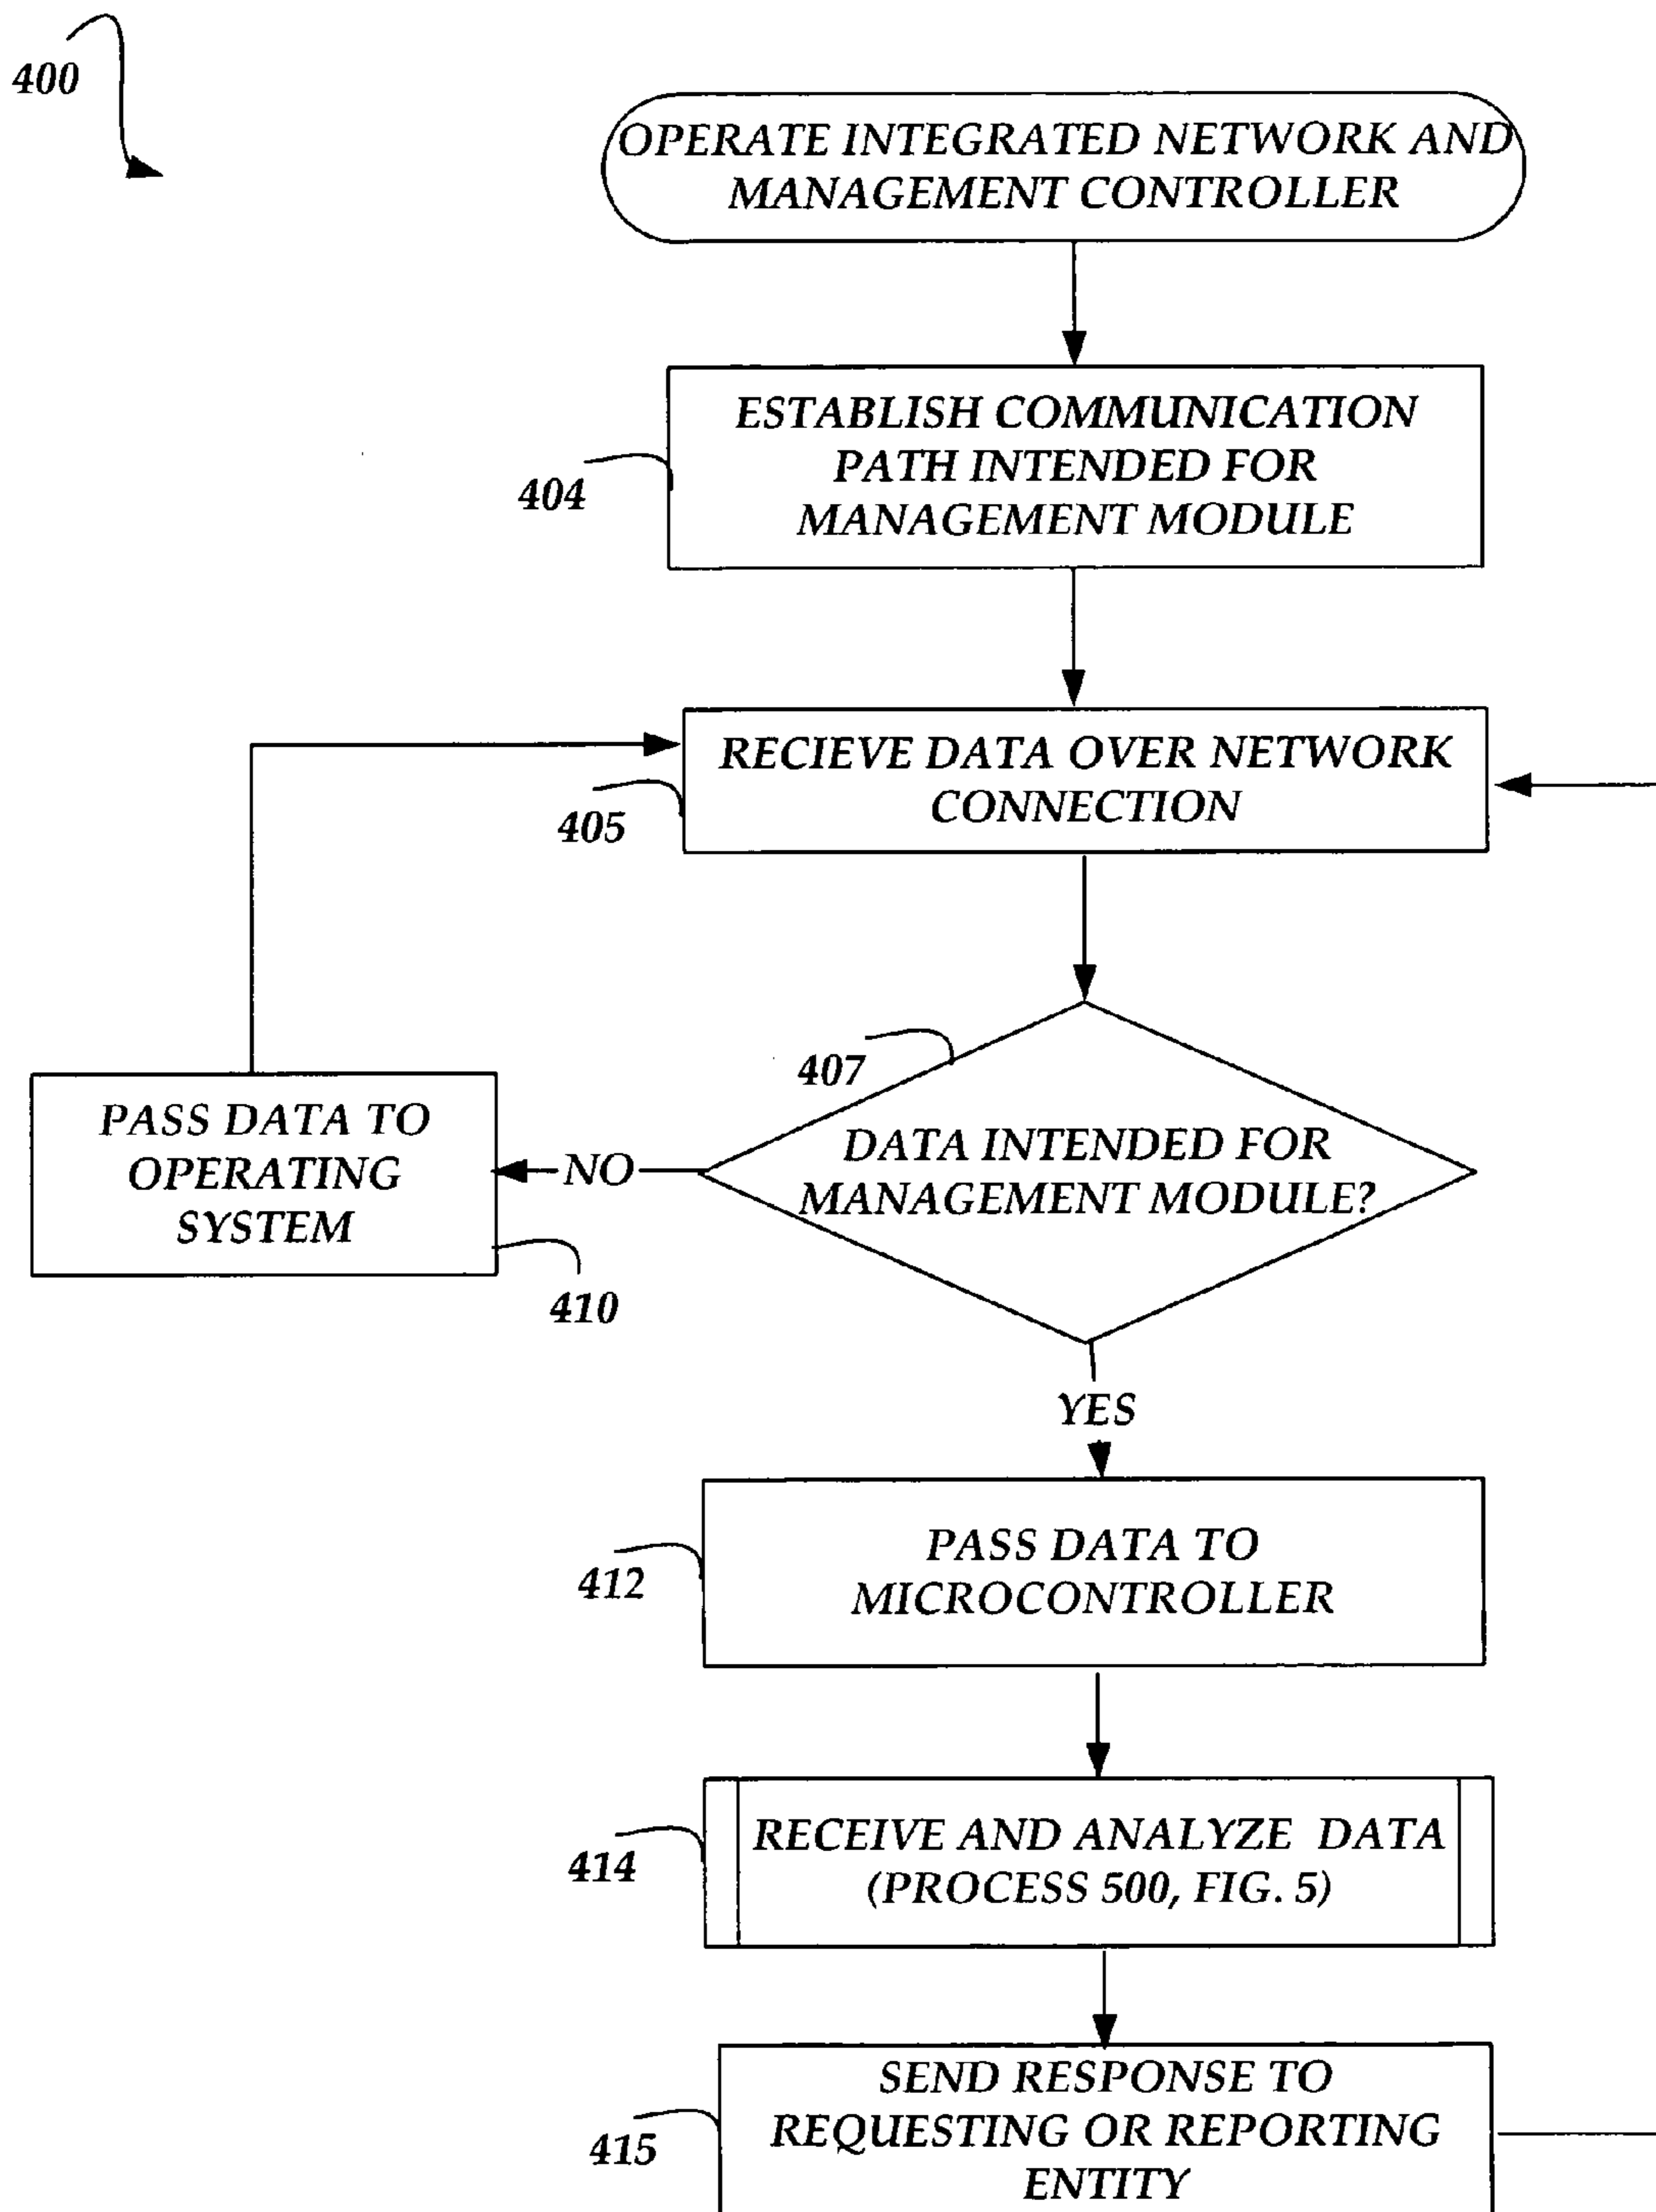 400
OPERATE INTEGRATED NETWORK AND
MANAGEMENT CONTROLLER
ESTABLISH COMMUNICATION
PATH INTENDED FOR
MANAGEMENT MODULE
404
RECIEVE DATA OVER NETWORK
CONNECTION
405
407
DATA INTENDED FOR
MANAGEMENT MODULE?
NO
PASS DATA TO
OPERATING
SYSTEM
410
YES
PASS DATA TO
MICROCONTROLLER
412
RECEIVE AND ANALYZE DATA
(PROCESS 500, FIG. 5)
414
SEND RESPONSE TO
REQUESTING OR REPORTING
ENTITY
415